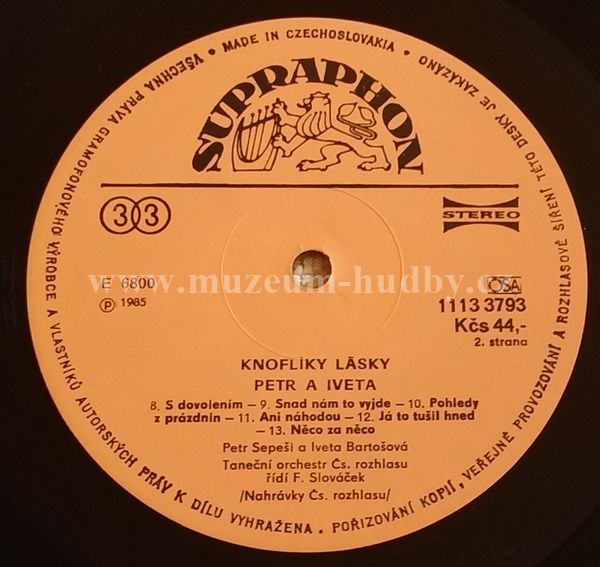 VŠECHNA PRÁVA GRAMOFONOVÉHO VÝROBCE A VLASTNÍKŮ AUTORSKÝCH PRÁV K DÍLU VYHRAŽENA. POŘIZOVÁNÍ KOPIÍ, VEŘEJNÉ PROVOZOVÁNÍ A ROZHLASOVÉ ŠÍŘENÍ TÉTO DESKY JE ZAKÁZÁNO
• MADE IN CZECHOSLOVAKIA •
SUPRAPHON
33
STEREO
www.muzeum-hudby.cz
E 6800
OSA
Ⓟ 1985
1113 3793
Kčs 44,-
2. strana
KNOFLÍKY LÁSKY
PETR A IVETA
8. S dovolením – 9. Snad nám to vyjde – 10. Pohledy
z prázdnin – 11. Ani náhodou – 12. Já to tušil hned
– 13. Něco za něco
Petr Sepeši a Iveta Bartošová
Taneční orchestr Čs. rozhlasu
řídí F. Slováček
/Nahrávky Čs. rozhlasu/